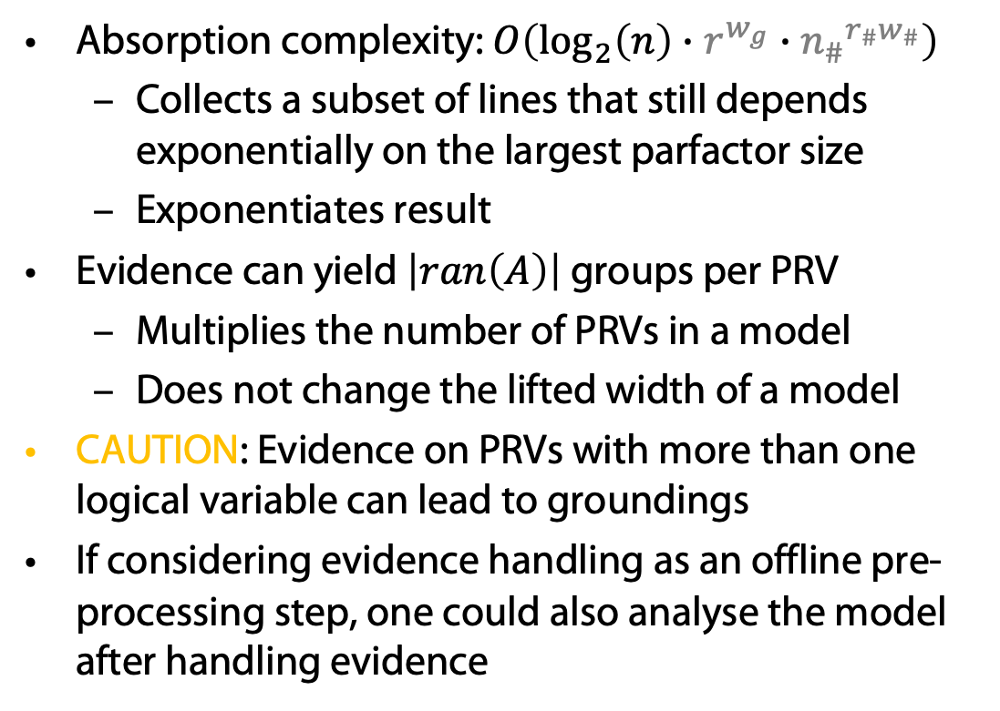 • Absorption complexity: O(log₂(n) · r^{w_g} · n_#^{r_# w_#})
– Collects a subset of lines that still depends
exponentially on the largest parfactor size
– Exponentiates result
• Evidence can yield |ran(A)| groups per PRV
– Multiplies the number of PRVs in a model
– Does not change the lifted width of a model
• CAUTION: Evidence on PRVs with more than one
logical variable can lead to groundings
• If considering evidence handling as an offline pre-
processing step, one could also analyse the model
after handling evidence